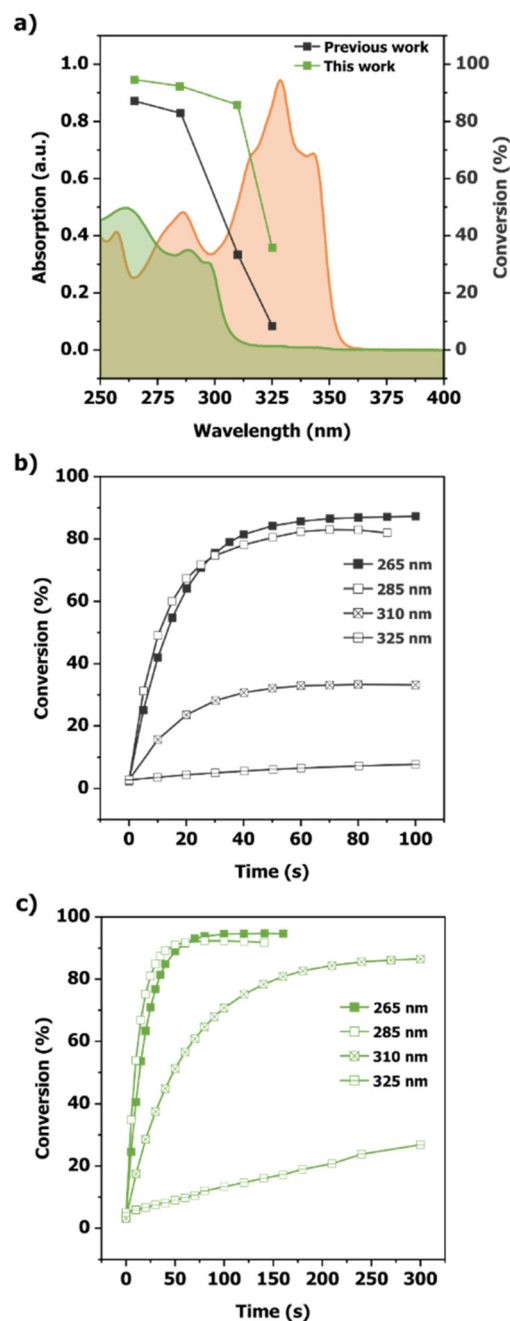 a)
Previous work
This work
1.0
0.8
0.6
0.4
0.2
0.0
Absorption (a.u.)
100
80
60
40
20
0
Conversion (%)
250 275 300 325 350 375 400
Wavelength (nm)
b)
100
80
60
40
20
0
Conversion (%)
265 nm
285 nm
310 nm
325 nm
0 20 40 60 80 100
Time (s)
c)
100
80
60
40
20
0
Conversion (%)
265 nm
285 nm
310 nm
325 nm
0 50 100 150 200 250 300
Time (s)